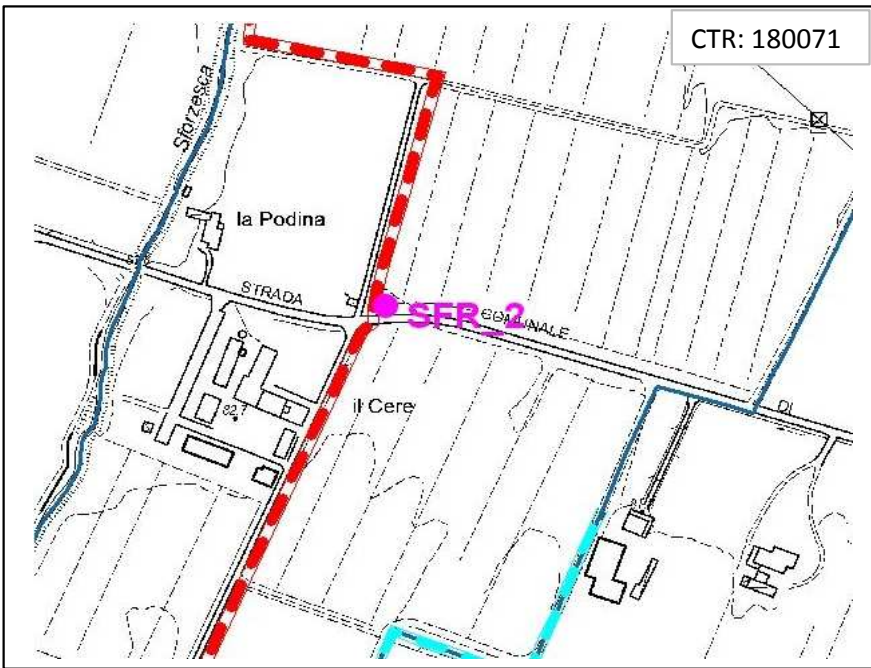 CTR: 180071
Sforzesca
la Podina
STRADA
SFR_2
COMUNALE
il Cere
82.7
DI